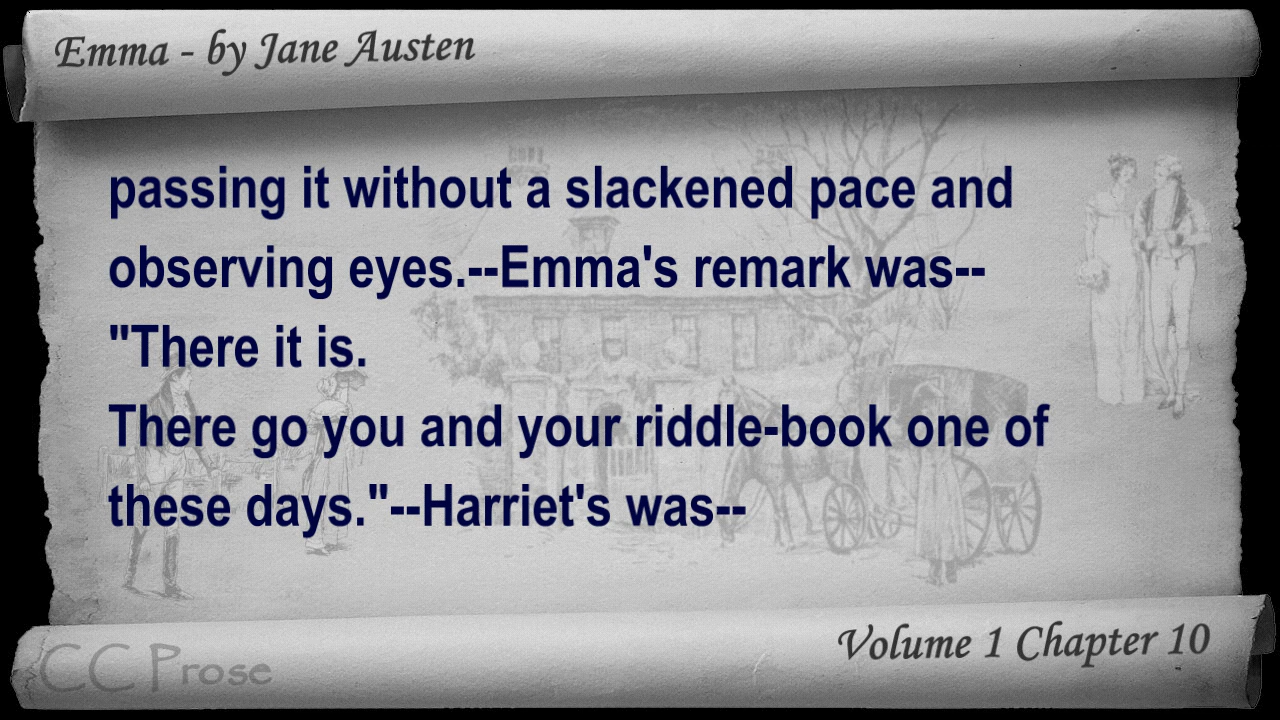 Emma - by Jane Austen
passing it without a slackened pace and
observing eyes.--Emma's remark was--
"There it is.
There go you and your riddle-book one of
these days."--Harriet's was--
Volume 1 Chapter 10
CC Prose